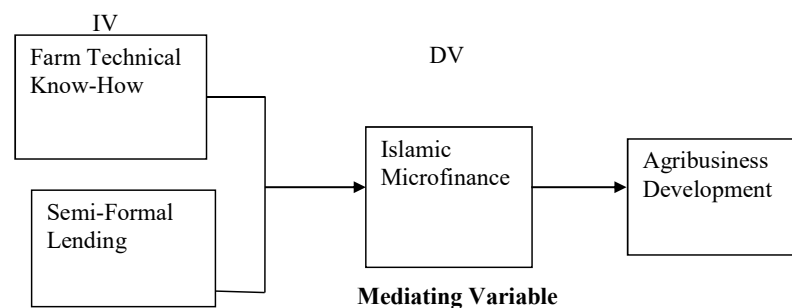 IV
Farm Technical
Know-How
DV
Islamic
Microfinance
Agribusiness
Development
Semi-Formal
Lending
Mediating Variable